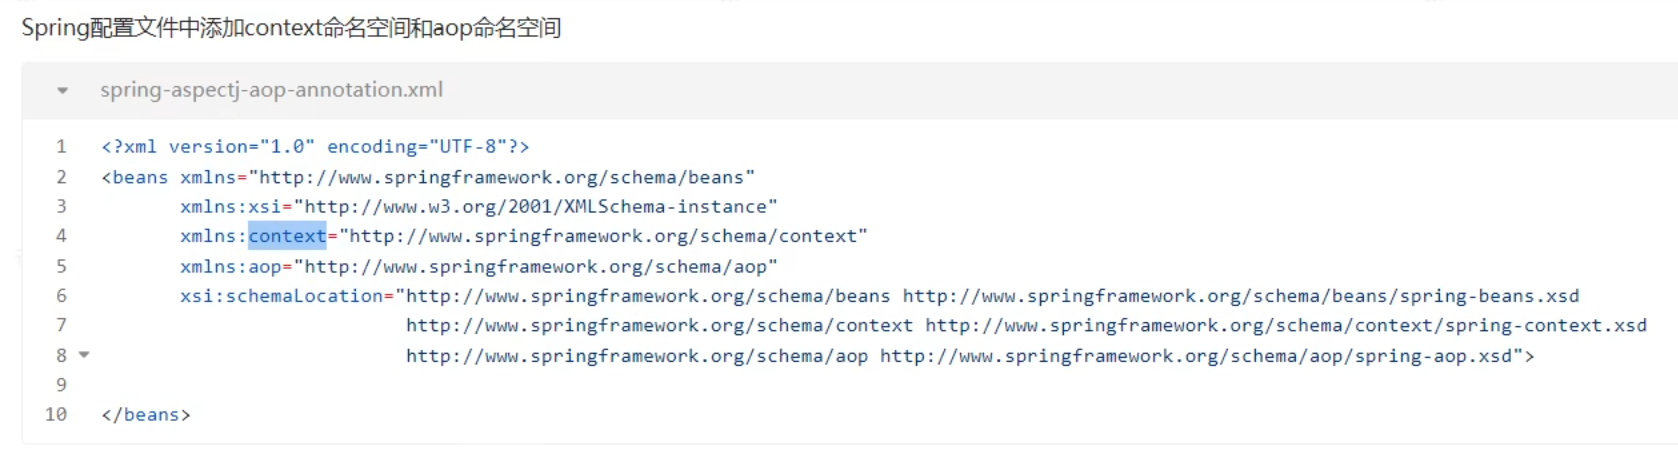 Spring配置文件中添加context命名空间和aop命名空间
spring-aspectj-aop-annotation.xml
1 <?xml version="1.0" encoding="UTF-8"?>
2 <beans xmlns="http://www.springframework.org/schema/beans"
3 xmlns:xsi="http://www.w3.org/2001/XMLSchema-instance"
4 xmlns:context="http://www.springframework.org/schema/context"
5 xmlns:aop="http://www.springframework.org/schema/aop"
6 xsi:schemaLocation="http://www.springframework.org/schema/beans http://www.springframework.org/schema/beans/spring-beans.xsd
7 http://www.springframework.org/schema/context http://www.springframework.org/schema/context/spring-context.xsd
8 http://www.springframework.org/schema/aop http://www.springframework.org/schema/aop/spring-aop.xsd">
9
10 </beans>